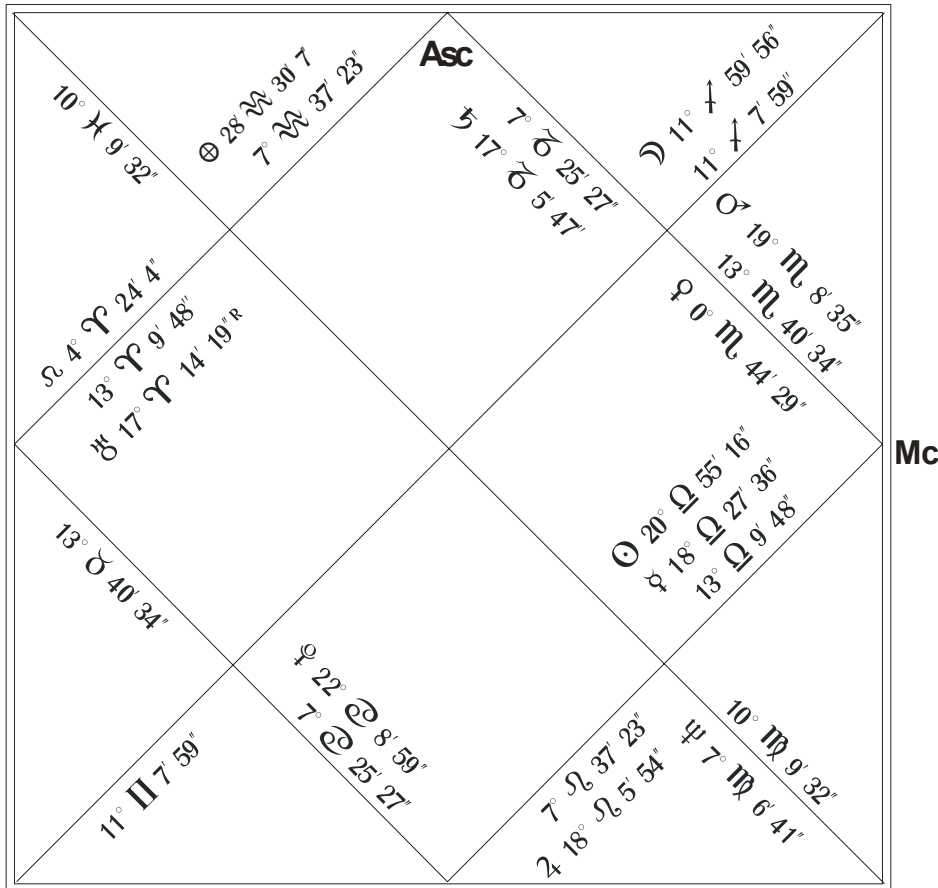 Asc
⊗ 28' ♒ 30' 7"
7° ♒ 37' 23"
10° ♓ 9' 32"
☊ 4° ♈ 24' 4"
13° ♈ 9' 48"
♅ 17° ♈ 14' 19" R
13° ♉ 40' 34"
11° ♊ 7' 59"
♀ 22° ♋ 8' 59"
7° ♋ 25' 27"
7° ♌ 37' 23"
♃ 18° ♌ 5' 54"
♆ 7° ♍ 6' 41"
10° ♍ 9' 32"
☉ 20° ♎ 55' 16"
☿ 18° ♎ 27' 36"
13° ♎ 9' 48"
Mc
♀ 0° ♏ 44' 29"
13° ♏ 40' 34"
♂ 19° ♏ 8' 35"
11° ♐ 7' 59"
☽ 11° ♐ 59' 56"
7° ♑ 25' 27"
♄ 17° ♑ 5' 47"